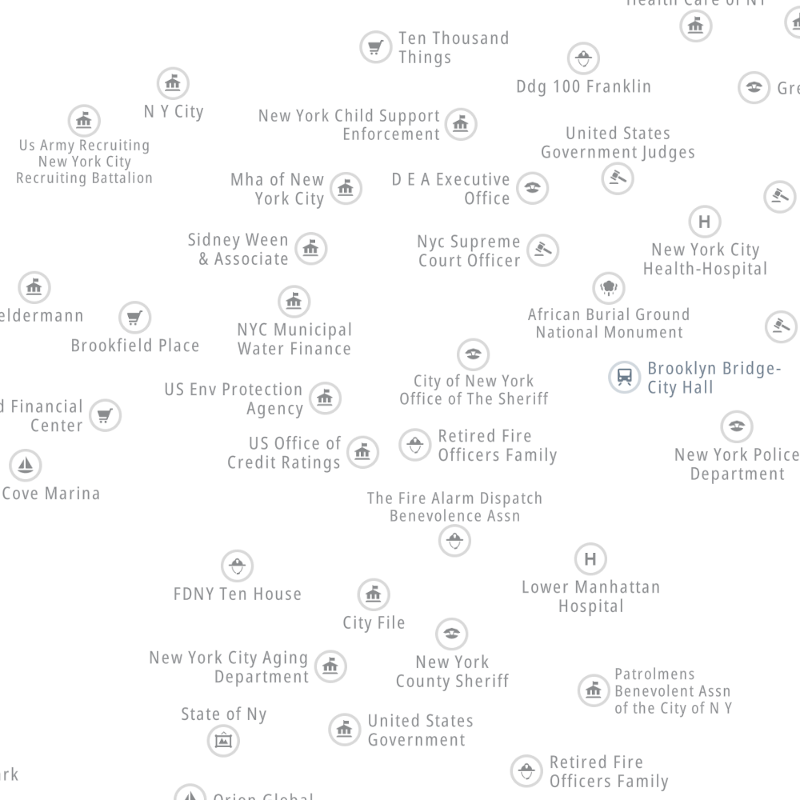 Health Care of NY
Ten Thousand
Things
Ddg 100 Franklin
N Y City
New York Child Support
Enforcement
Us Army Recruiting
New York City
Recruiting Battalion
United States
Government Judges
Mha of New
York City
D E A Executive
Office
H
New York City
Health-Hospital
Sidney Ween
& Associate
Nyc Supreme
Court Officer
eldermann
Brookfield Place
NYC Municipal
Water Finance
African Burial Ground
National Monument
Brooklyn Bridge-
City Hall
City of New York
Office of The Sheriff
US Env Protection
Agency
Financial
Center
US Office of
Credit Ratings
Retired Fire
Officers Family
New York Police
Department
Cove Marina
The Fire Alarm Dispatch
Benevolence Assn
H
Lower Manhattan
Hospital
FDNY Ten House
City File
New York City Aging
Department
New York
County Sheriff
Patrolmens
Benevolent Assn
of the City of N Y
State of Ny
United States
Government
Retired Fire
Officers Family
ark
Orion Global